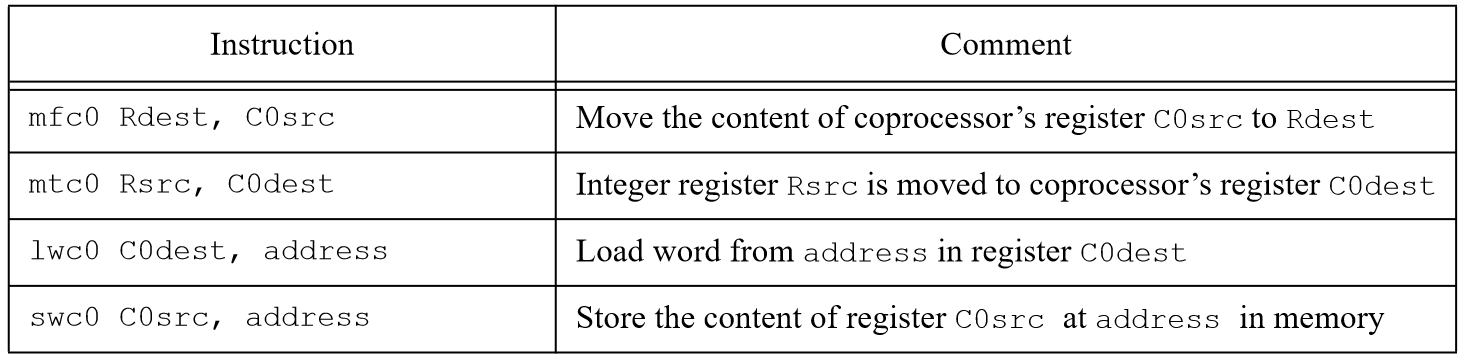 Instruction Comment
mfc0 Rdest, C0src Move the content of coprocessor’s register C0src to Rdest
mtc0 Rsrc, C0dest Integer register Rsrc is moved to coprocessor’s register C0dest
lwc0 C0dest, address Load word from address in register C0dest
swc0 C0src, address Store the content of register C0src at address in memory